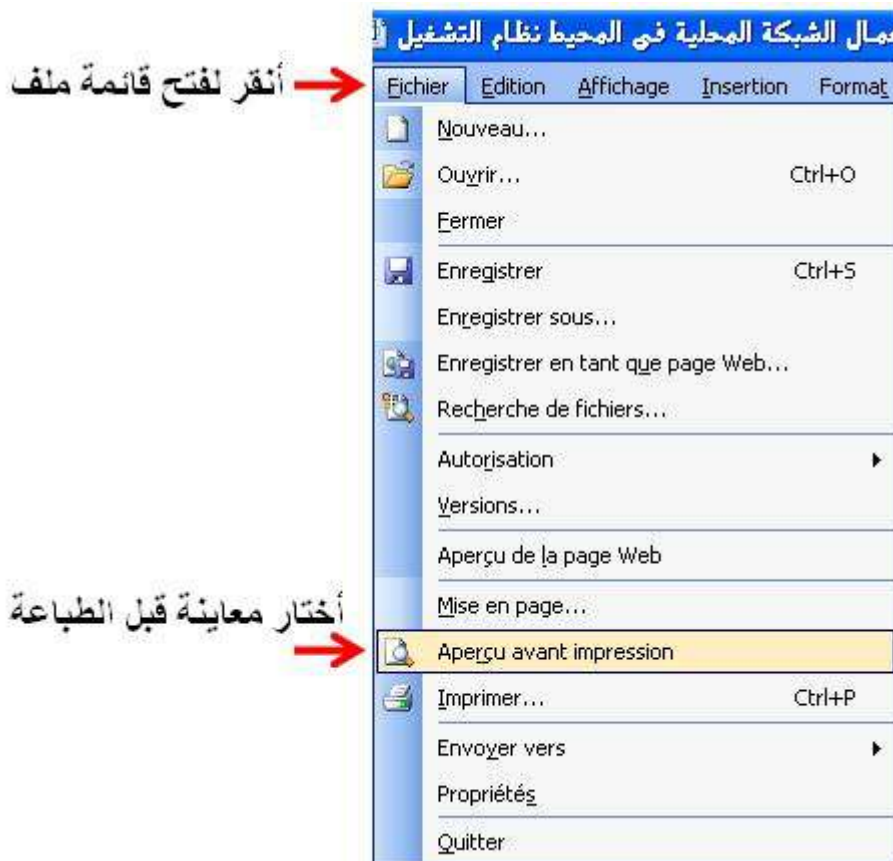 مال الشبكة المحلية في المحيط نظام التشغيل
أنقر لفتح قائمة ملف
Fichier Edition Affichage Insertion Format
Nouveau...
Ouvrir... Ctrl+O
Fermer
Enregistrer Ctrl+S
Enregistrer sous...
Enregistrer en tant que page Web...
Recherche de fichiers...
Autorisation
Versions...
Aperçu de la page Web
Mise en page...
أختار معاينة قبل الطباعة
Aperçu avant impression
Imprimer... Ctrl+P
Envoyer vers
Propriétés
Quitter